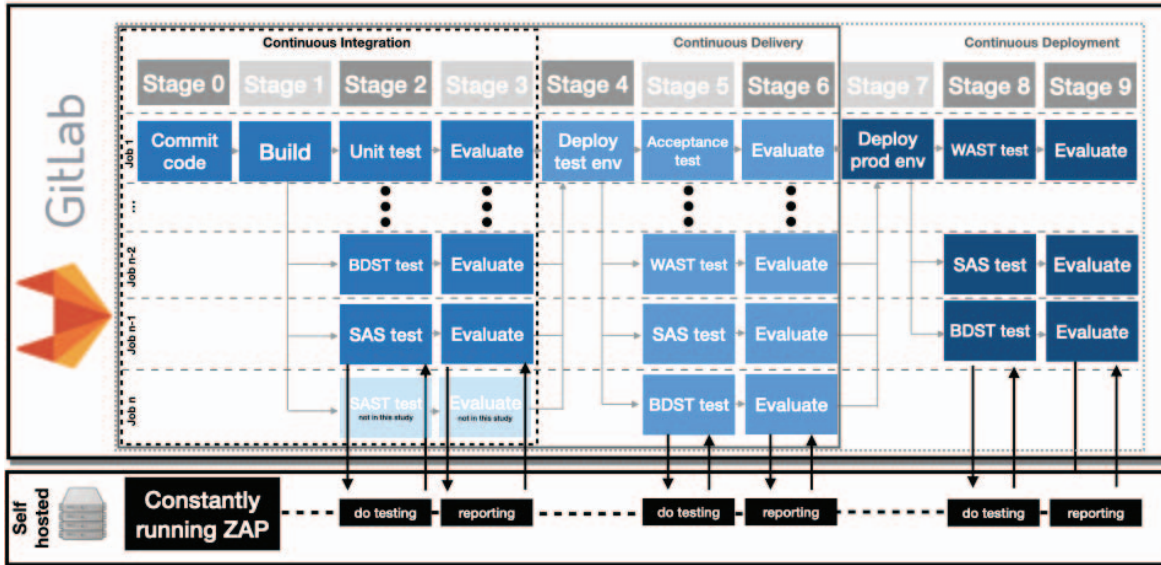 Continuous Integration
Continuous Delivery
Continuous Deployment
GitLab
Stage 0
Stage 1
Stage 2
Stage 3
Stage 4
Stage 5
Stage 6
Stage 7
Stage 8
Stage 9
Job 1
Commit
code
Build
Unit test
Evaluate
Deploy
test env
Acceptance
test
Evaluate
Deploy
prod env
WAST test
Evaluate
...
Job n-2
BDST test
Evaluate
WAST test
Evaluate
SAS test
Evaluate
Job n-1
SAS test
Evaluate
SAS test
Evaluate
BDST test
Evaluate
Job n
SAST test
not in this study
Evaluate
not in this study
BDST test
Evaluate
Self
hosted
Constantly
running ZAP
do testing
reporting
do testing
reporting
do testing
reporting